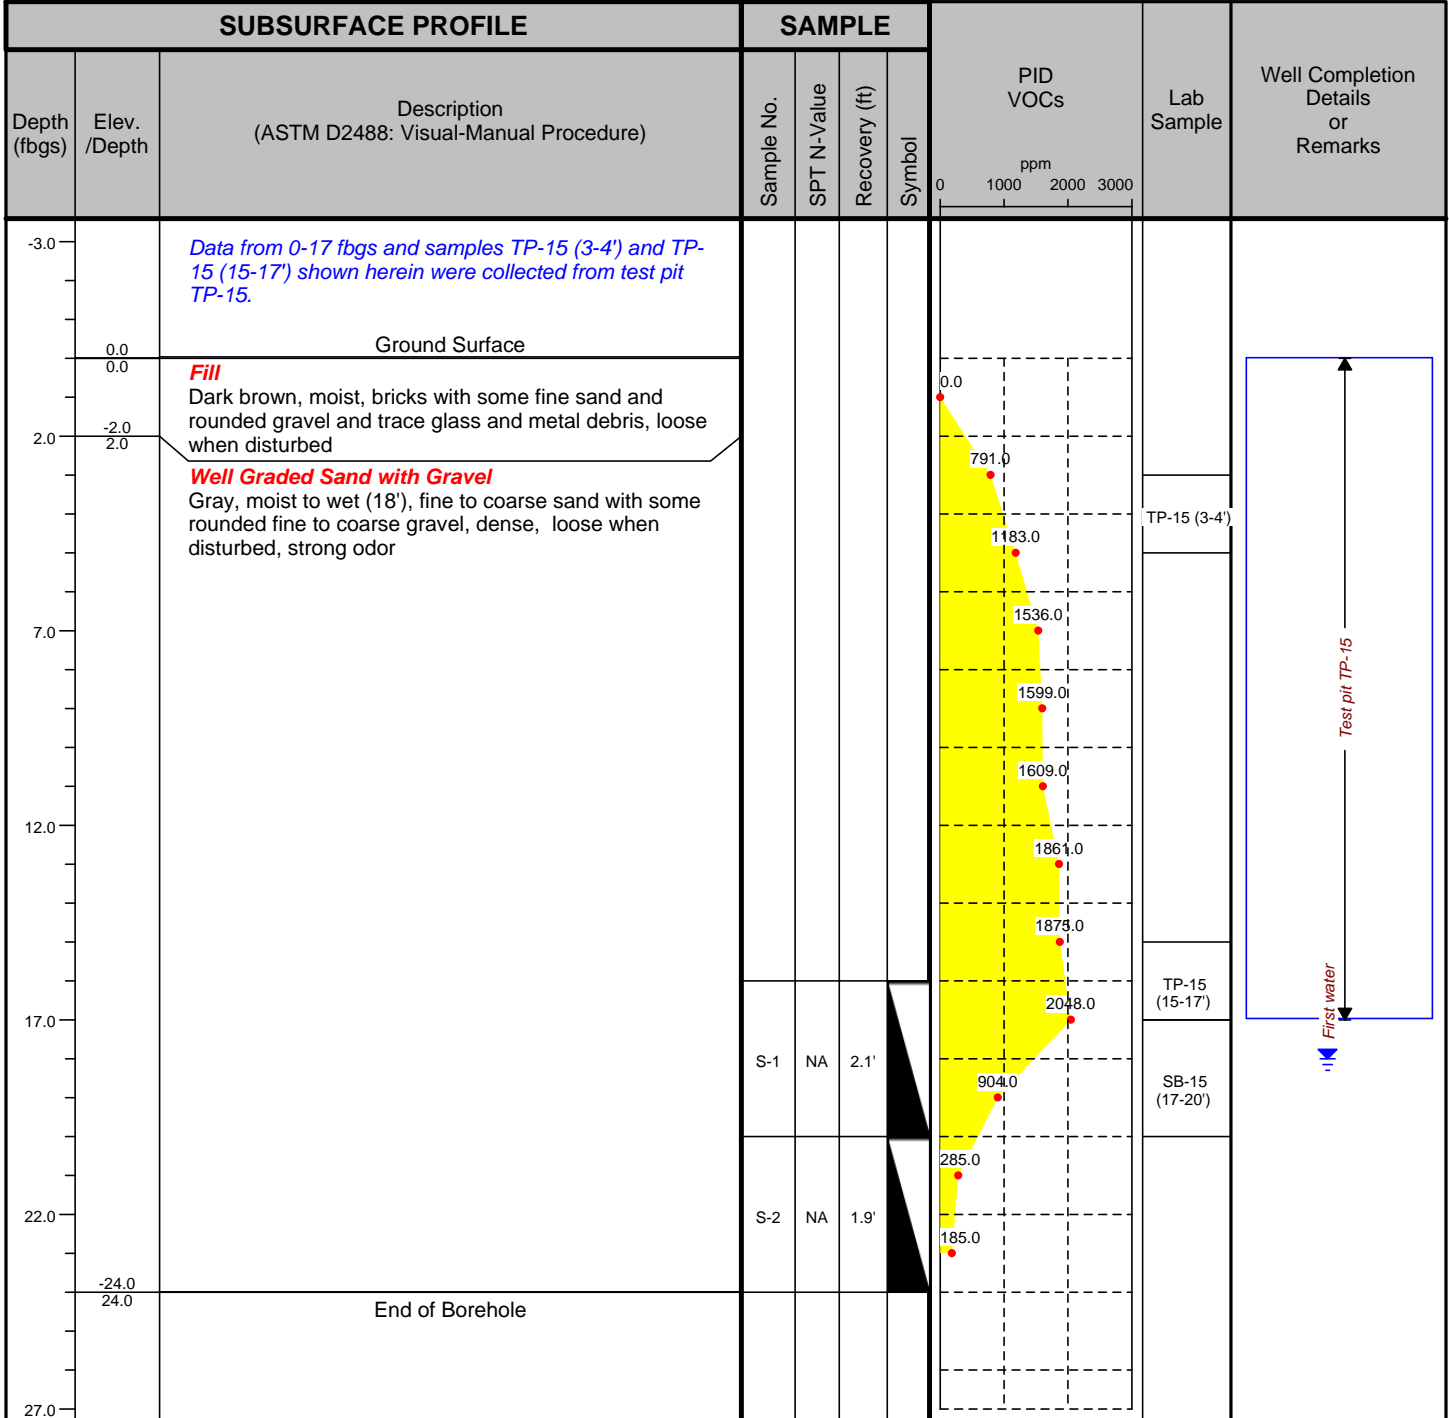 SUBSURFACE PROFILE
SAMPLE
Depth
(fbgs)
Elev.
/Depth
Description
(ASTM D2488: Visual-Manual Procedure)
Sample No.
SPT N-Value
Recovery (ft)
Symbol
PID
VOCs
ppm
0 1000 2000 3000
Lab
Sample
Well Completion
Details
or
Remarks
-3.0
Data from 0-17 fbgs and samples TP-15 (3-4') and TP-
15 (15-17') shown herein were collected from test pit
TP-15.
0.0
0.0
Ground Surface
Fill
Dark brown, moist, bricks with some fine sand and
rounded gravel and trace glass and metal debris, loose
when disturbed
2.0
-2.0
2.0
Well Graded Sand with Gravel
Gray, moist to wet (18'), fine to coarse sand with some
rounded fine to coarse gravel, dense, loose when
disturbed, strong odor
7.0
12.0
17.0
22.0
-24.0
24.0
End of Borehole
27.0
S-1 NA 2.1'
S-2 NA 1.9'
0.0
791.0
1183.0
1536.0
1599.0
1609.0
1861.0
1875.0
2048.0
904.0
285.0
185.0
TP-15 (3-4')
TP-15
(15-17')
SB-15
(17-20')
Test pit TP-15
First water